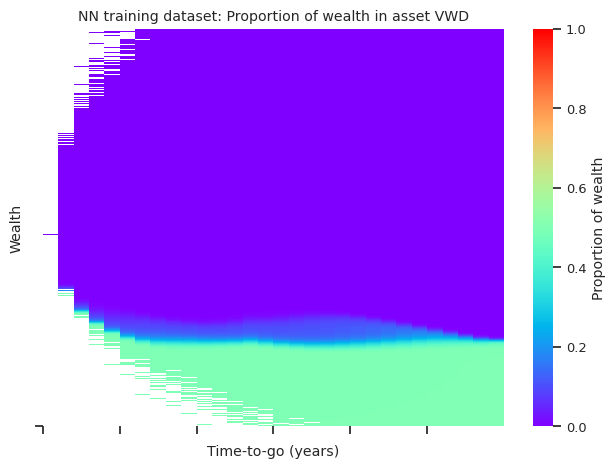 NN training dataset: Proportion of wealth in asset VWD
Wealth
Time-to-go (years)
1.0
0.8
0.6
0.4
0.2
0.0
Proportion of wealth